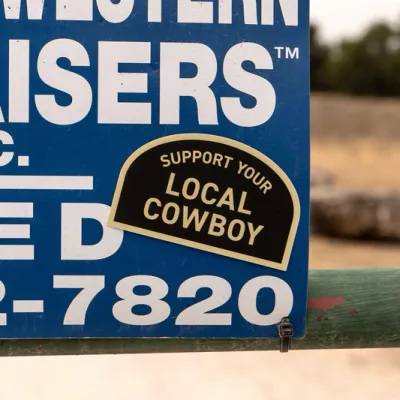 WESTERN
AISERS™
C.
E D
2-7820
SUPPORT YOUR
LOCAL
COWBOY